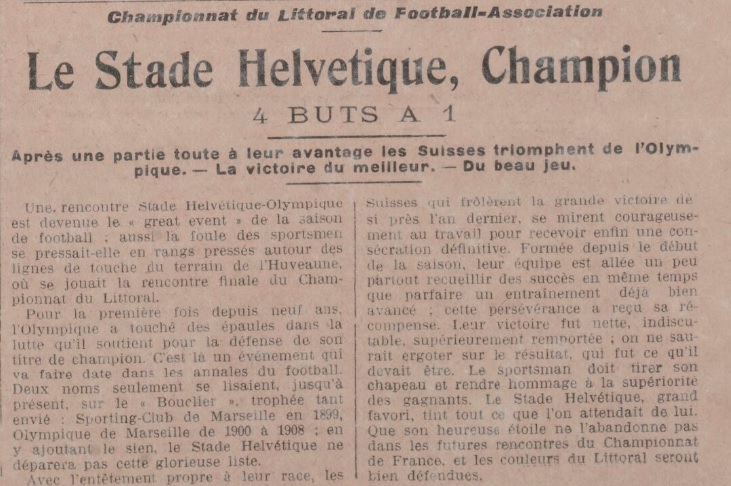 Championnat du Littoral de Football-Association
Le Stade Helvetique, Champion
4 BUTS A 1
Après une partie toute à leur avantage les Suisses triomphent de l'Olym-
pique. — La victoire du meilleur. — Du beau jeu.
Une rencontre Stade Helvétique-Olympique
est devenue le « great event » de la saison
de football ; aussi la foule des sportsmen
se pressait-elle en rangs pressés autour des
lignes de touche du terrain de l'Huveaune,
où se jouait la rencontre finale du Cham-
pionnat du Littoral.
Pour la première fois depuis neuf ans,
l'Olympique a touché des épaules dans la
lutte qu'il soutient pour la défense de son
titre de champion. C'est là un événement qui
va faire date dans les annales du football.
Deux noms seulement se lisaient, jusqu'à
présent, sur le « Bouclier », trophée tant
envié : Sporting-Club de Marseille en 1899,
Olympique de Marseille de 1900 à 1908 ; en
y ajoutant le sien, le Stade Helvétique ne
déparera pas cette glorieuse liste.
Avec l'entêtement propre à leur race, les
Suisses qui frôlèrent la grande victoire de
si près l'an dernier, se mirent courageuse-
ment au travail pour recevoir enfin une con-
sécration définitive. Formée depuis le début
de la saison, leur équipe est allée un peu
partout recueillir des succès en même temps
que parfaire un entrainement déjà bien
avancé ; cette persévérance a reçu sa ré-
compense. Leur victoire fut nette, indiscu-
table, supérieurement remportée ; on ne sau-
rait ergoter sur le résultat, qui fut ce qu'il
devait être. Le sportsman doit tirer son
chapeau et rendre hommage à la supériorité
des gagnants. Le Stade Helvétique, grand
favori, tint tout ce que l'on attendait de lui.
Que son heureuse étoile ne l'abandonne pas
dans les futures rencontres du Championnat
de France, et les couleurs du Littoral seront
bien défendues.